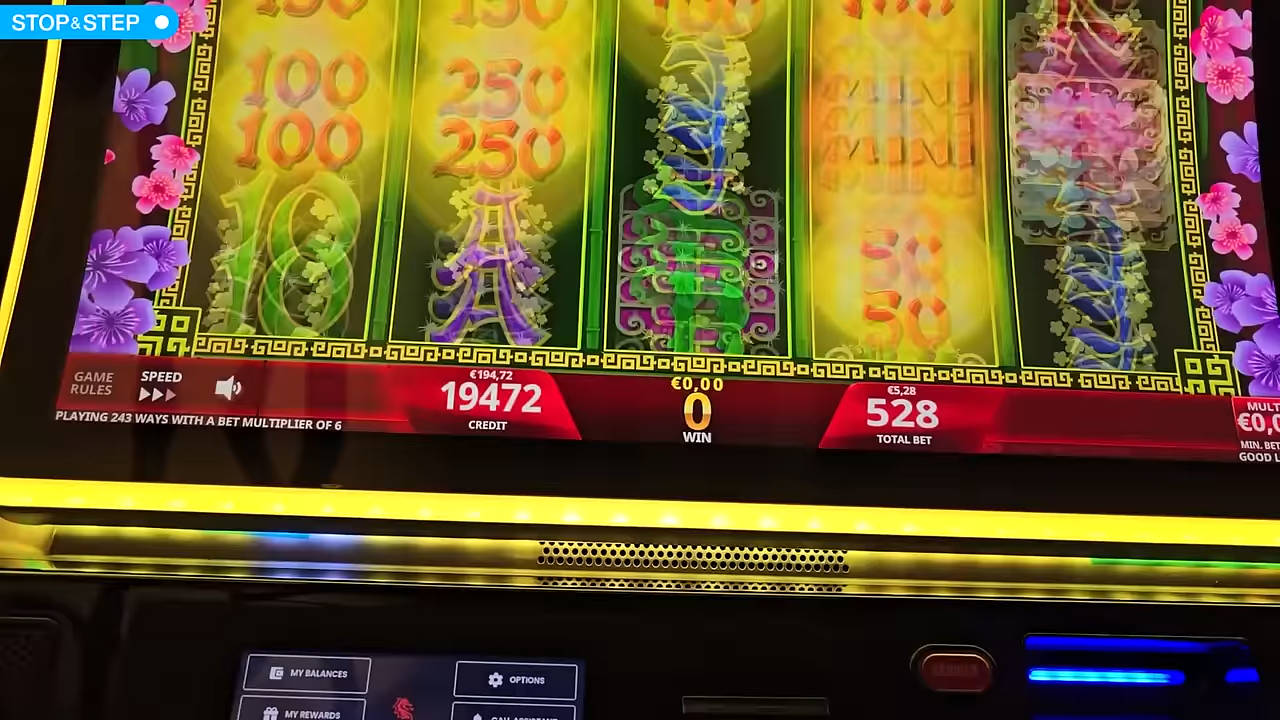 STOP&STEP
150 150 100 100
100 250 MINI
100 250 MINI
10 50
50
GAME RULES SPEED €194,72 €0,00 €5,28
19472 0 528
CREDIT WIN TOTAL BET
PLAYING 243 WAYS WITH A BET MULTIPLIER OF 6
MY BALANCES OPTIONS
MY REWARDS